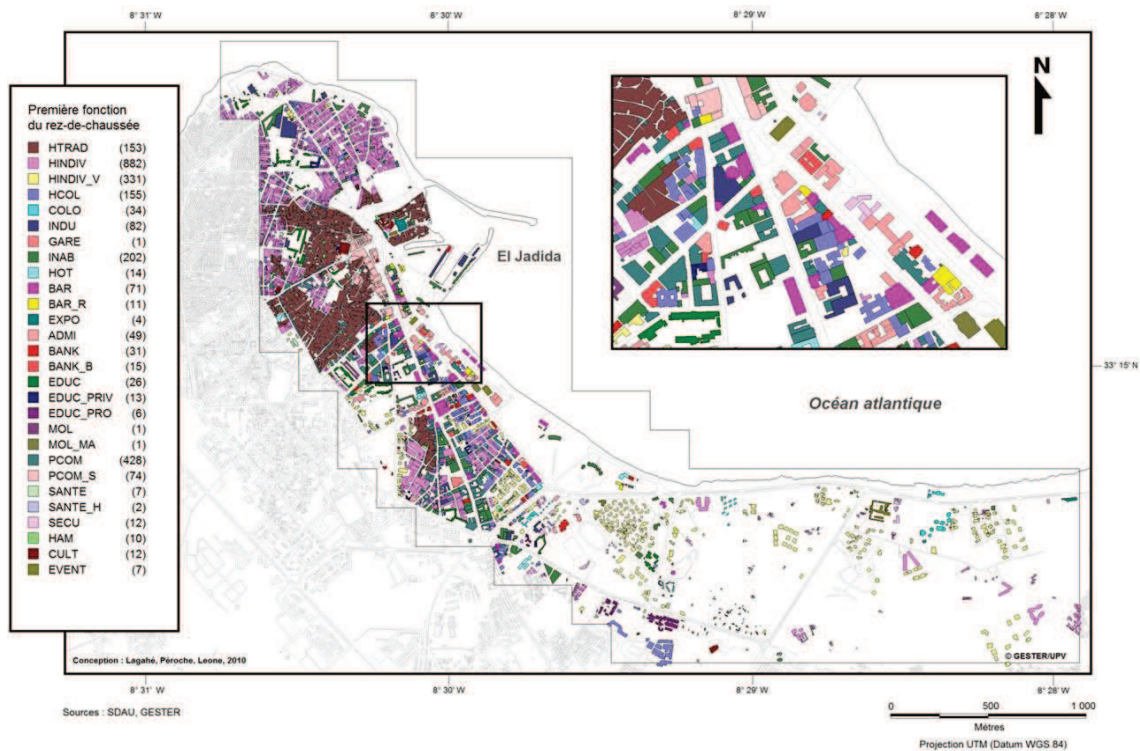 8° 31' W 8° 30' W 8° 29' W 8° 28' W
Première fonction
du rez-de-chaussée
HTRAD (153)
HINDIV (882)
HINDIV_V (331)
HCOL (155)
COLO (34)
INDU (82)
GARE (1)
INAB (202)
HOT (14)
BAR (71)
BAR_R (11)
EXPO (4)
ADMI (49)
BANK (31)
BANK_B (15)
EDUC (26)
EDUC_PRIV (13)
EDUC_PRO (6)
MOL (1)
MOL_MA (1)
PCOM (428)
PCOM_S (74)
SANTE (7)
SANTE_H (2)
SECU (12)
HAM (10)
CULT (12)
EVENT (7)
N
El Jadida
33° 15' N
Océan atlantique
Conception : Lagahé, Péroche, Leone, 2010
© GESTER/UPV
8° 31' W 8° 30' W 8° 29' W 8° 28' W
Sources : SDAU, GESTER
0 500 1 000
Mètres
Projection UTM (Datum WGS 84)